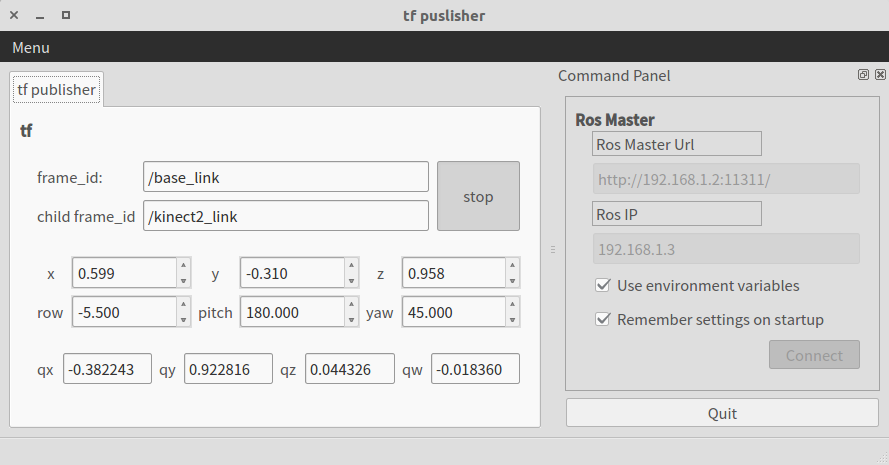 tf puslisher
Menu
tf publisher
tf
frame_id: /base_link
child frame_id /kinect2_link
stop
x 0.599 y -0.310 z 0.958
row -5.500 pitch 180.000 yaw 45.000
qx -0.382243 qy 0.922816 qz 0.044326 qw -0.018360
Command Panel
Ros Master
Ros Master Url
http://192.168.1.2:11311/
Ros IP
192.168.1.3
Use environment variables
Remember settings on startup
Connect
Quit